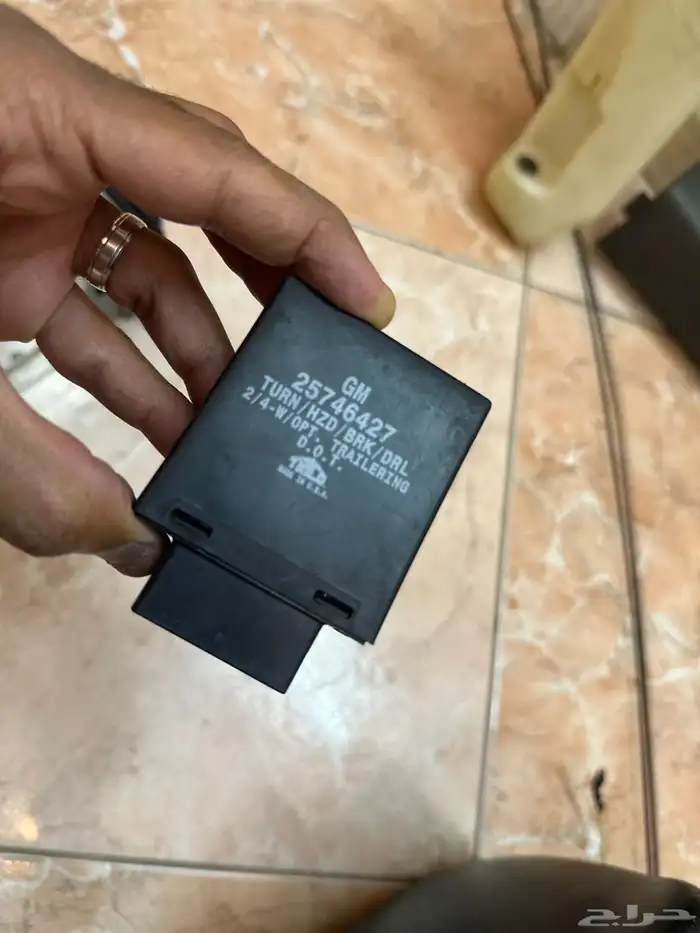 GM
25746427
TURN/HZD/BRK/DRL
2/4-W/OPT. TRAILERING
D.O.T.
MADE IN U.S.A.
حراج